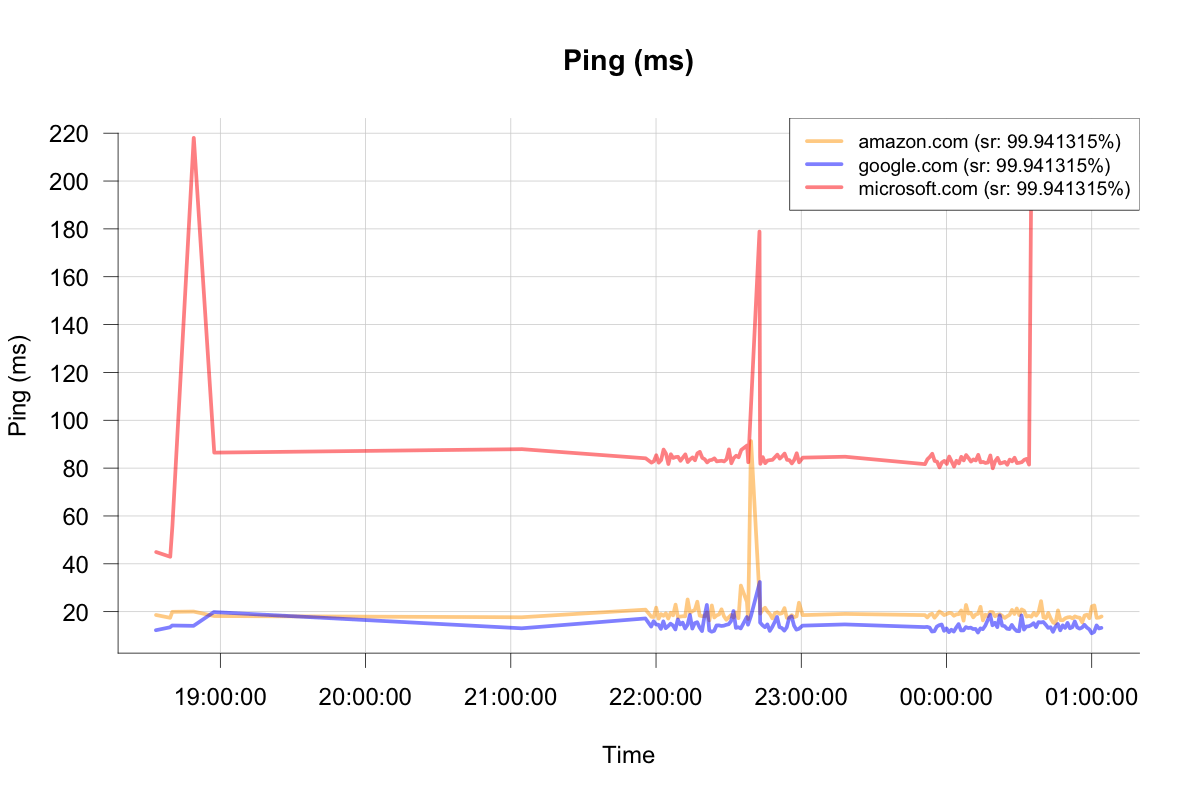 Ping (ms)
amazon.com (sr: 99.941315%)
google.com (sr: 99.941315%)
microsoft.com (sr: 99.941315%)
Ping (ms)
220
200
180
160
140
120
100
80
60
40
20
19:00:00 20:00:00 21:00:00 22:00:00 23:00:00 00:00:00 01:00:00
Time